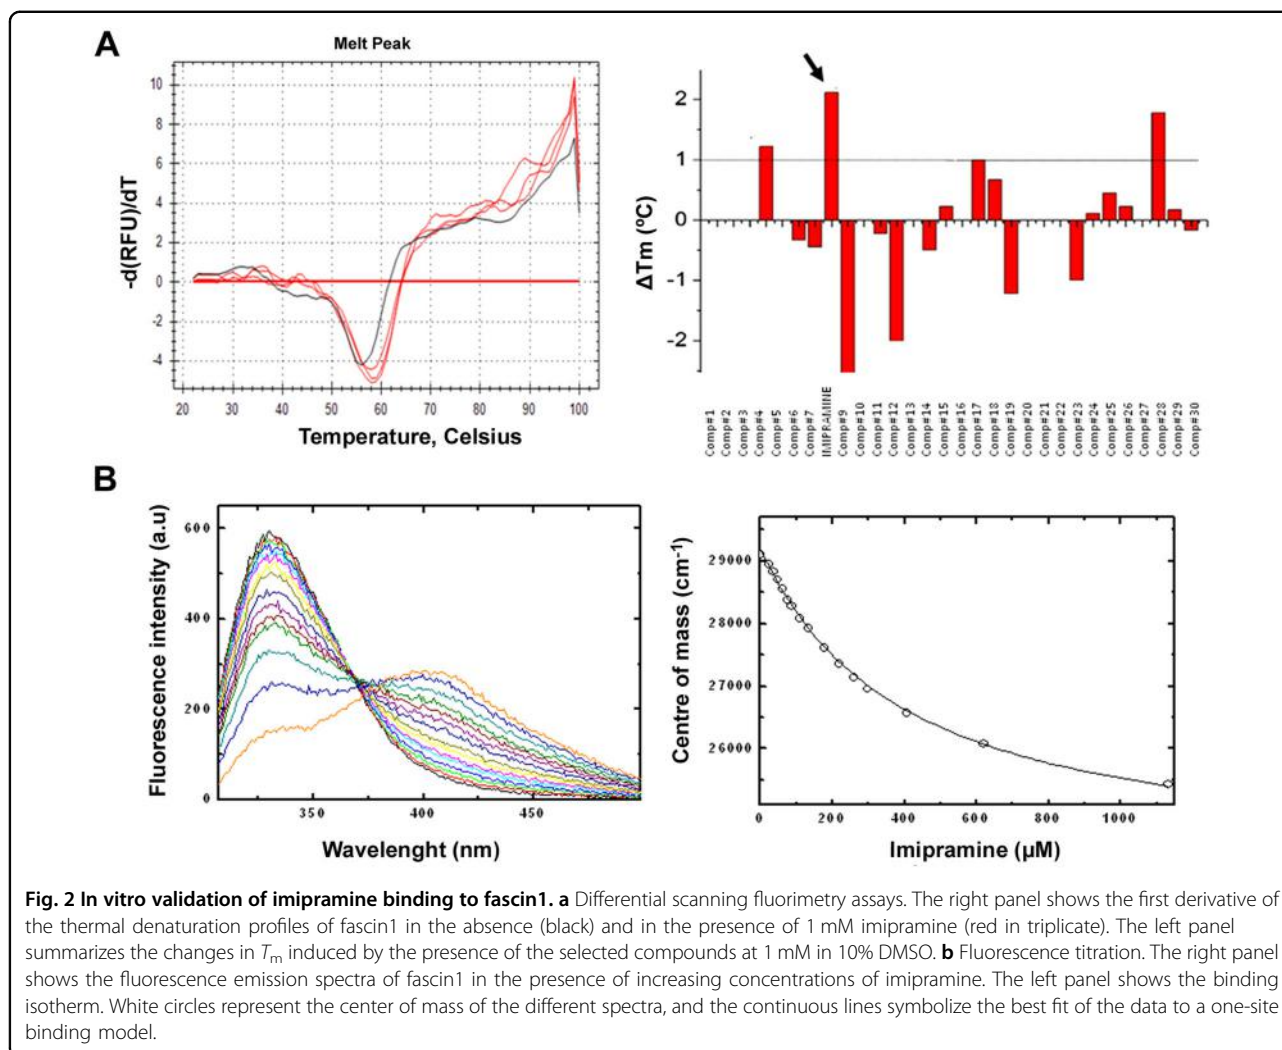 A
Melt Peak
10
8
6
4
2
0
-2
-4
-d(RFU)/dT
20 30 40 50 60 70 80 90 100
Temperature, Celsius
2
1
0
-1
-2
ΔTm (ºC)
Comp#1
Comp#2
Comp#3
Comp#4
Comp#5
Comp#6
Comp#7
IMIPRAMINE
Comp#9
Comp#10
Comp#11
Comp#12
Comp#13
Comp#14
Comp#15
Comp#16
Comp#17
Comp#18
Comp#19
Comp#20
Comp#21
Comp#22
Comp#23
Comp#24
Comp#25
Comp#26
Comp#27
Comp#28
Comp#29
Comp#30
B
600
400
200
0
Fluorescence intensity (a.u)
350 400 450
Wavelenght (nm)
29000
28000
27000
26000
Centre of mass (cm-1)
0 200 400 600 800 1000
Imipramine (µM)
Fig. 2 In vitro validation of imipramine binding to fascin1. a Differential scanning fluorimetry assays. The right panel shows the first derivative of
the thermal denaturation profiles of fascin1 in the absence (black) and in the presence of 1 mM imipramine (red in triplicate). The left panel
summarizes the changes in Tm induced by the presence of the selected compounds at 1 mM in 10% DMSO. b Fluorescence titration. The right panel
shows the fluorescence emission spectra of fascin1 in the presence of increasing concentrations of imipramine. The left panel shows the binding
isotherm. White circles represent the center of mass of the different spectra, and the continuous lines symbolize the best fit of the data to a one-site
binding model.